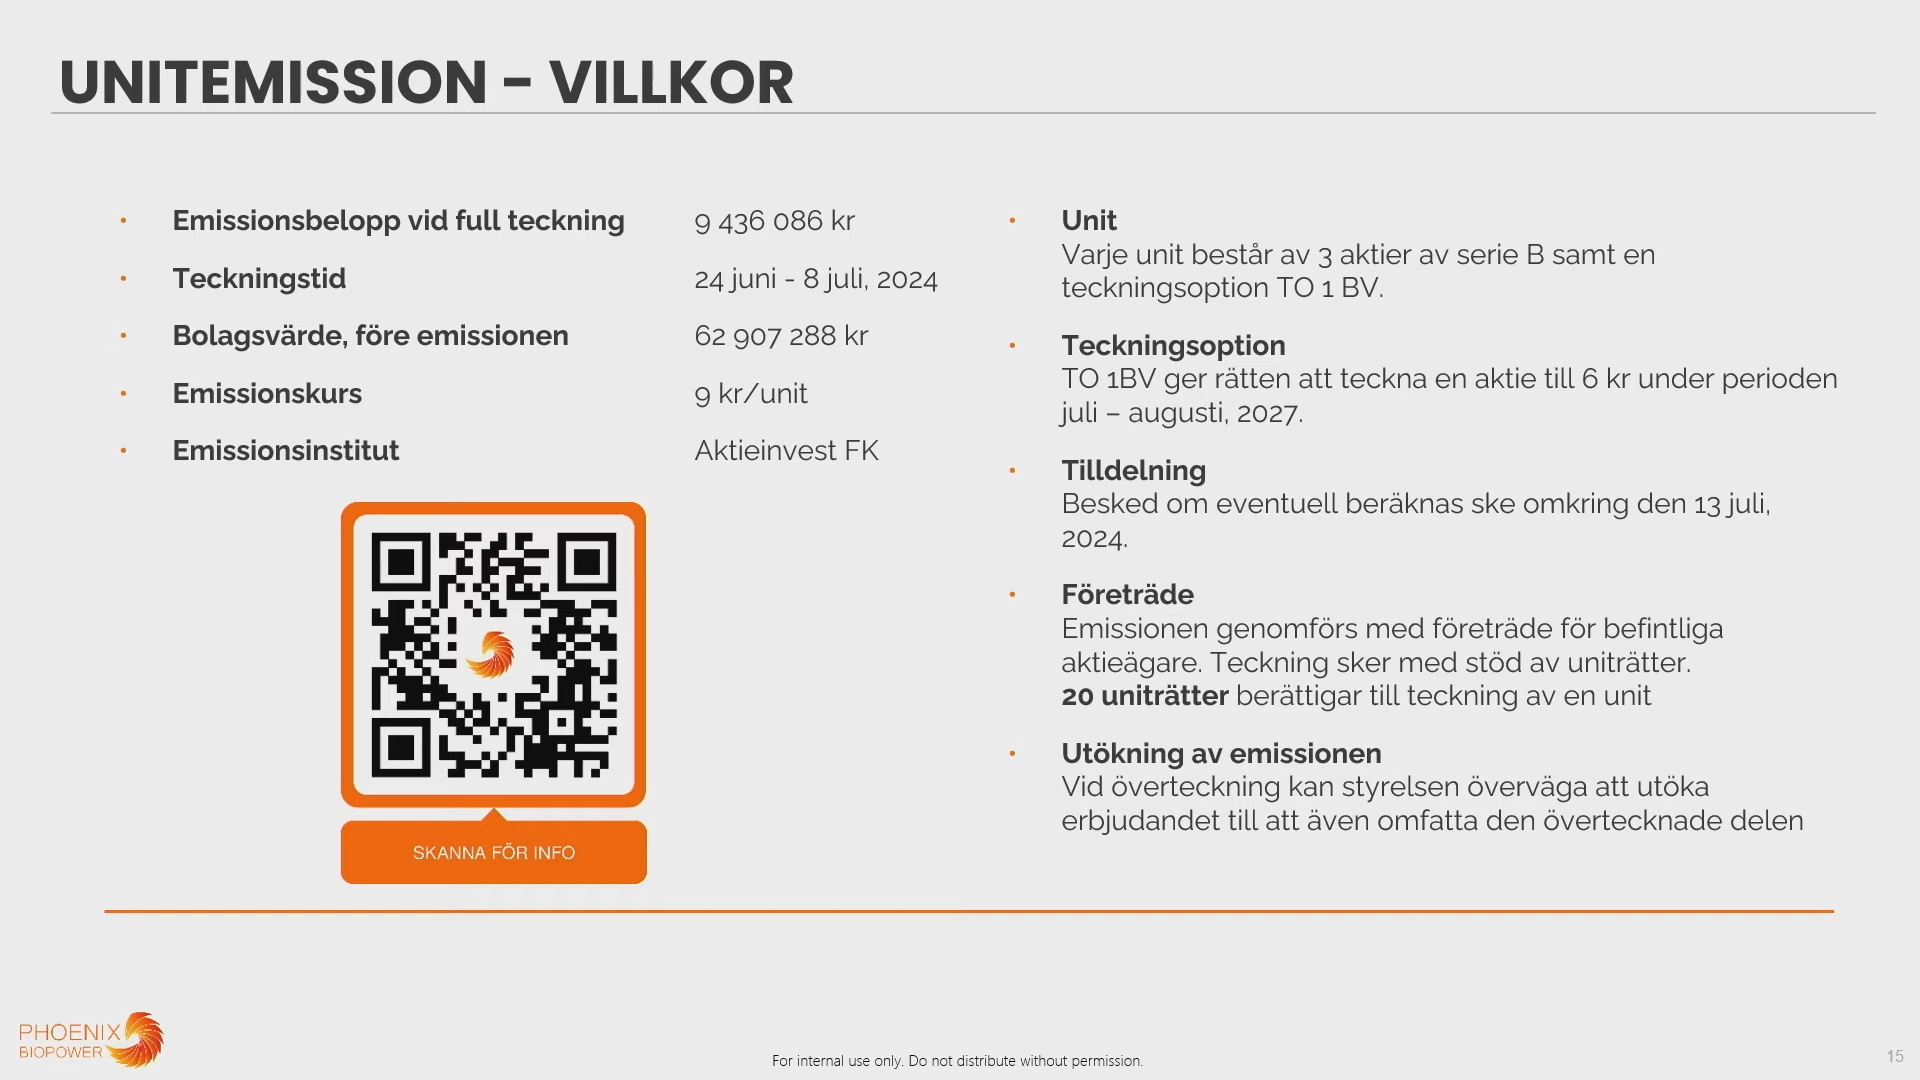 UNITEMISSION - VILLKOR
• Emissionsbelopp vid full teckning 9 436 086 kr
• Teckningstid 24 juni - 8 juli, 2024
• Bolagsvärde, före emissionen 62 907 288 kr
• Emissionskurs 9 kr/unit
• Emissionsinstitut Aktieinvest FK
SKANNA FÖR INFO
• Unit
Varje unit består av 3 aktier av serie B samt en
teckningsoption TO 1 BV.
• Teckningsoption
TO 1BV ger rätten att teckna en aktie till 6 kr under perioden
juli – augusti, 2027.
• Tilldelning
Besked om eventuell beräknas ske omkring den 13 juli,
2024.
• Företräde
Emissionen genomförs med företräde för befintliga
aktieägare. Teckning sker med stöd av uniträtter.
20 uniträtter berättigar till teckning av en unit
• Utökning av emissionen
Vid överteckning kan styrelsen överväga att utöka
erbjudandet till att även omfatta den övertecknade delen
PHOENIX
BIOPOWER
For internal use only. Do not distribute without permission.
15